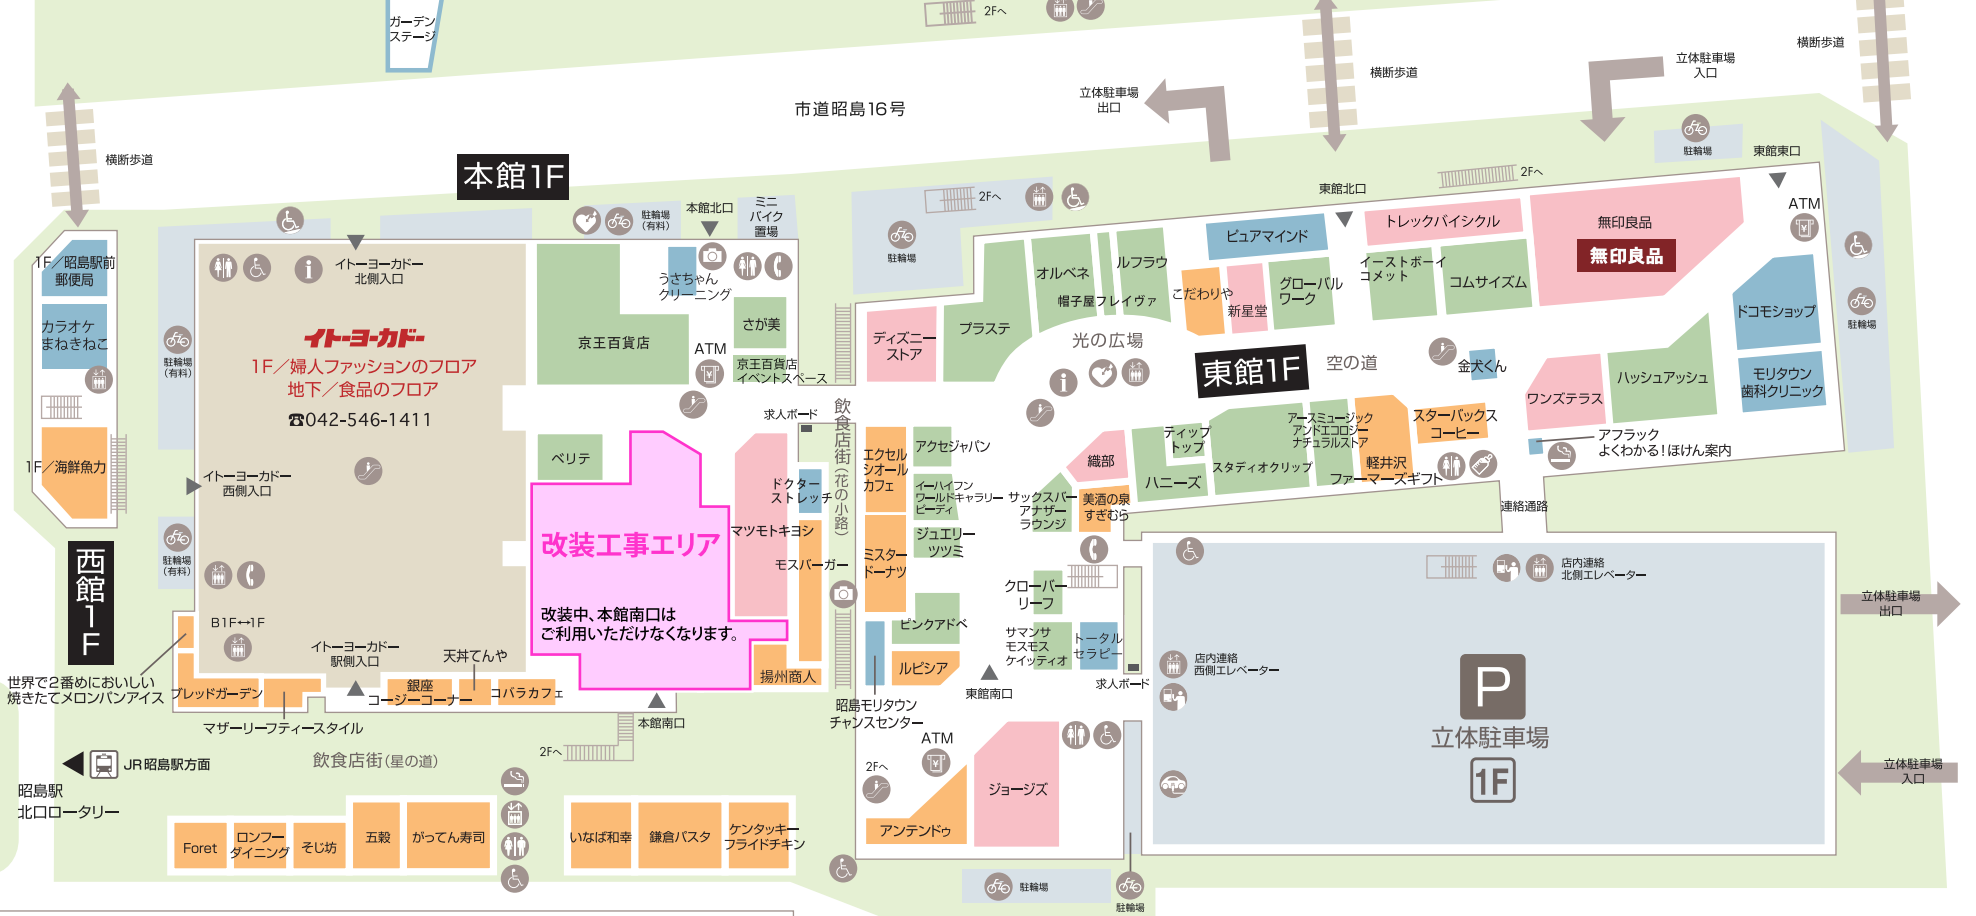 ガーデン
ステージ
2Fへ
横断歩道
横断歩道
立体駐車場
入口
立体駐車場
出口
市道昭島16号
横断歩道
本館1F
駐輪場
東館東口
東館北口
2Fへ
2Fへ
ATM
ミニ
バイク
置場
本館北口
駐輪場
(有料)
駐輪場
1F／昭島駅前
郵便局
カラオケ
まねきねこ
1F／海鮮魚力
西館1F
駐輪場
(有料)
駐輪場
(有料)
イトーヨーカドー
北側入口
イトーヨーカドー
1F／婦人ファッションのフロア
地下／食品のフロア
☎042-546-1411
イトーヨーカドー
西側入口
B1F↔1F
イトーヨーカドー
駅側入口
うさちゃん
クリーニング
さが美
京王百貨店
ATM
京王百貨店
イベントスペース
求人ボード
ベリテ
改装工事エリア
改装中、本館南口は
ご利用いただけなくなります。
ドクター
ストレッチ
マツモトキヨシ
モスバーガー
揚州商人
天丼てんや
銀座
コージーコーナー
コバラカフェ
世界で2番めにおいしい
焼きたてメロンパンアイス
ブレッドガーデン
マザーリーフティースタイル
本館南口
2Fへ
飲食店街(星の道)
JR昭島駅方面
昭島駅
北口ロータリー
Foret
ロンフー
ダイニング
そじ坊
五穀
がってん寿司
いなば和幸
鎌倉パスタ
ケンタッキー
フライドチキン
飲食店街(花の小路)
ディズニー
ストア
プラステ
オルベネ
帽子屋フレイヴァ
ルフラウ
こだわりや
新星堂
グローバル
ワーク
ピュアマインド
トレックバイシクル
イーストボーイ
コメット
コムサイズム
無印良品
無印良品
光の広場
東館1F
空の道
金犬くん
ドコモショップ
モリタウン
歯科クリニック
駐輪場
ワンズテラス
ハッシュアッシュ
アフラック
よくわかる！ほけん案内
スターバックス
コーヒー
軽井沢
ファーマーズギフト
アースミュージック
アンドエコロジー
ナチュラルストア
スタジオクリップ
ティップ
トップ
ハニーズ
織部
美酒の泉
すぎむら
サックスバー
アナザー
ラウンジ
エクセル
シオール
カフェ
アクセジャパン
イーハイフン
ワールドギャラリー
ビーディ
ジュエリー
ツツミ
ミスター
ドーナツ
ピンクアドベ
ルピシア
クローバー
リーフ
サマンサ
モスモス
ケイッティオ
トータル
セラピー
東館南口
求人ボード
昭島モリタウン
チャンスセンター
ATM
2Fへ
アンテンドゥ
ジョージズ
駐輪場
駐輪場
連絡通路
店内連絡
北側エレベーター
店内連絡
西側エレベーター
P
立体駐車場
1F
立体駐車場
出口
立体駐車場
入口